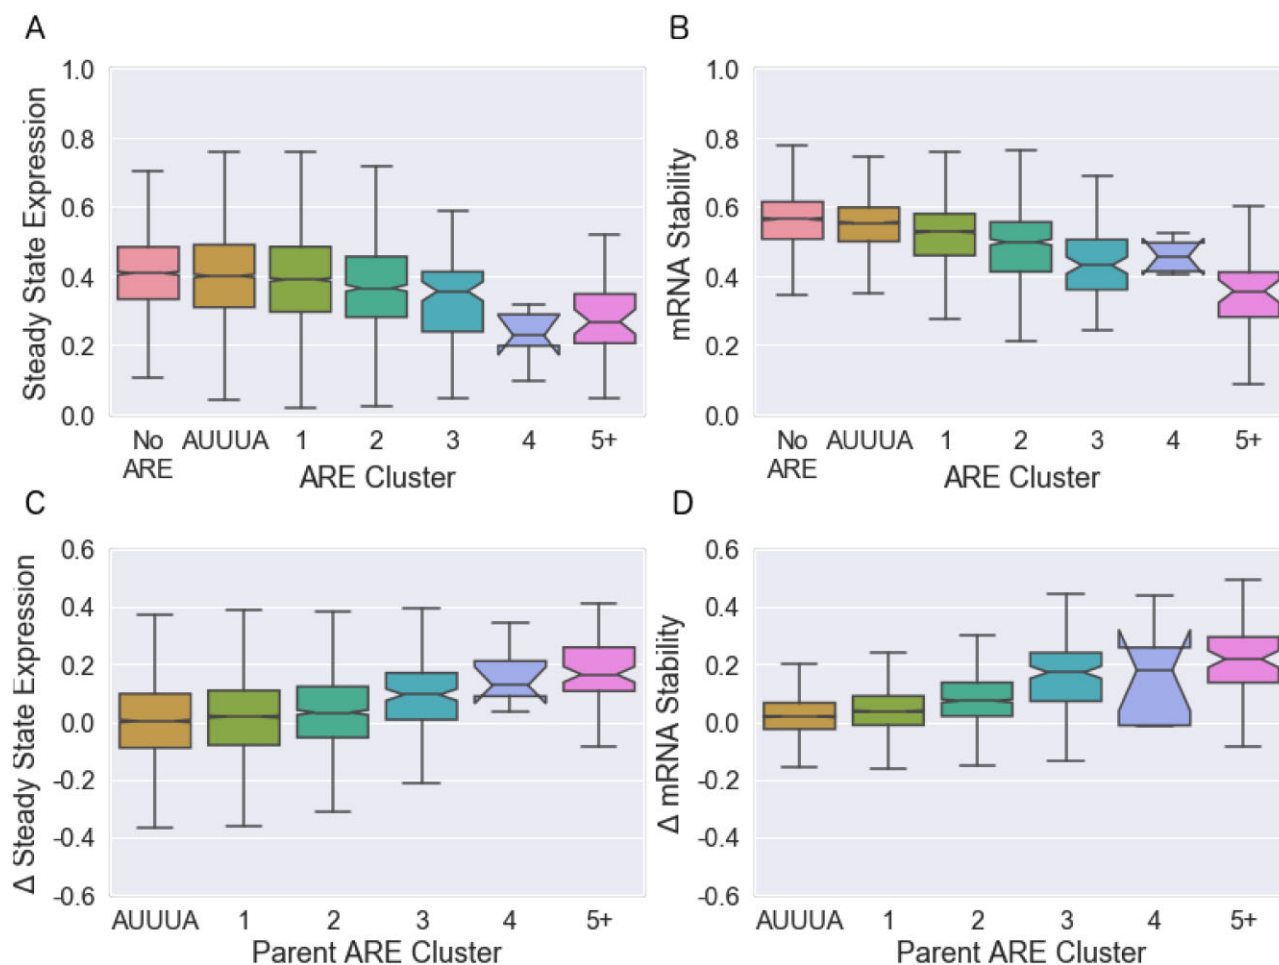 A
Steady State Expression
1.0
0.8
0.6
0.4
0.2
0.0
No ARE
AUUUA
1
2
3
4
5+
ARE Cluster
B
mRNA Stability
1.0
0.8
0.6
0.4
0.2
0.0
No ARE
AUUUA
1
2
3
4
5+
ARE Cluster
C
Δ Steady State Expression
0.6
0.4
0.2
0.0
-0.2
-0.4
-0.6
AUUUA
1
2
3
4
5+
Parent ARE Cluster
D
Δ mRNA Stability
0.6
0.4
0.2
0.0
-0.2
-0.4
-0.6
AUUUA
1
2
3
4
5+
Parent ARE Cluster